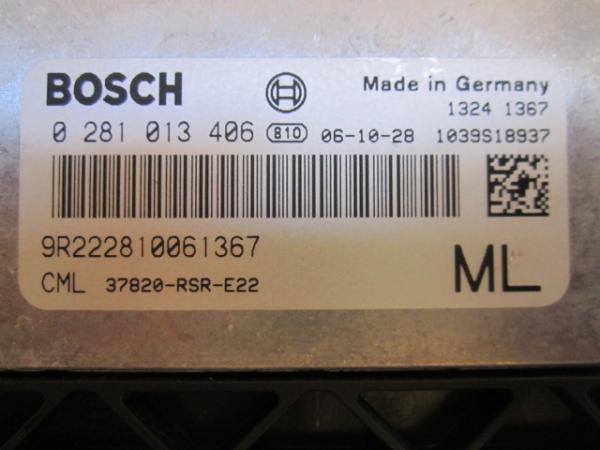 BOSCH Made in Germany
1324 1367
0 281 013 406 810 06-10-28 1039S18937
9R222810061367
CML 37820-RSR-E22 ML